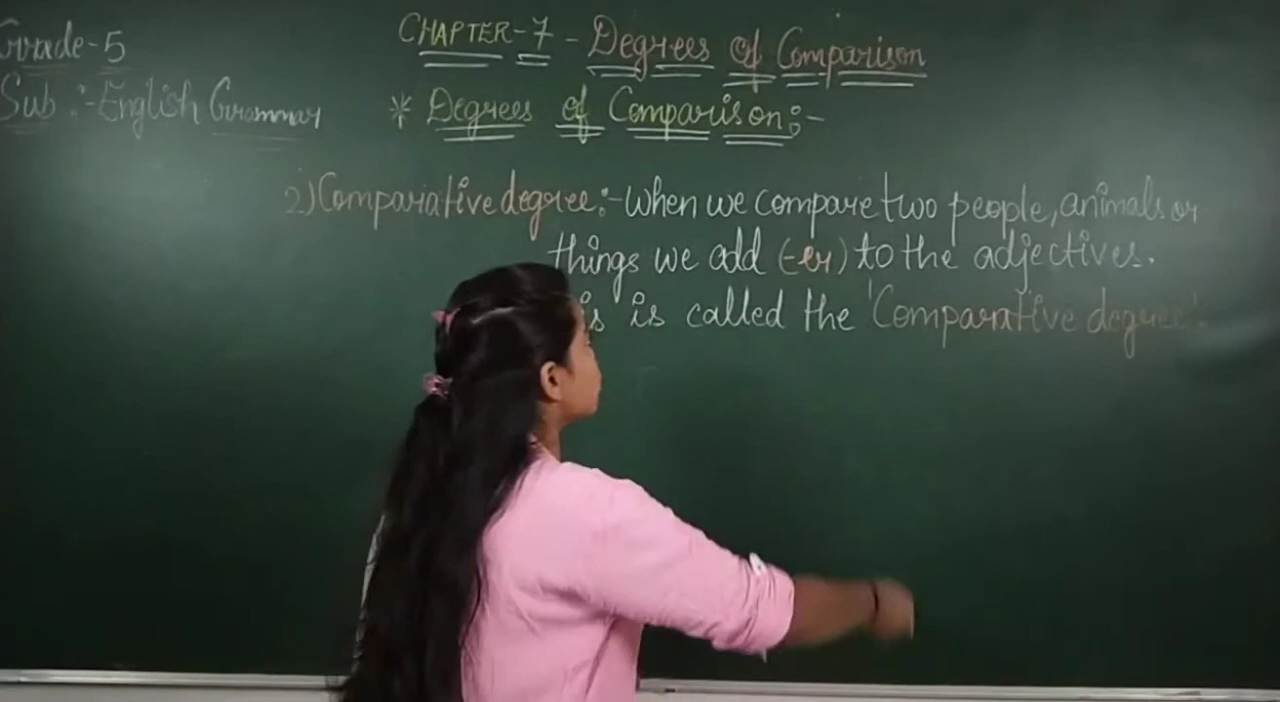 Grade-5
CHAPTER-7 - Degrees of Comparison
Sub :- English Grammar
* Degrees of Comparison:-
2) Comparative degree:- When we compare two people, animals or
things we add (-er) to the adjectives.
is called the 'Comparative degree'.